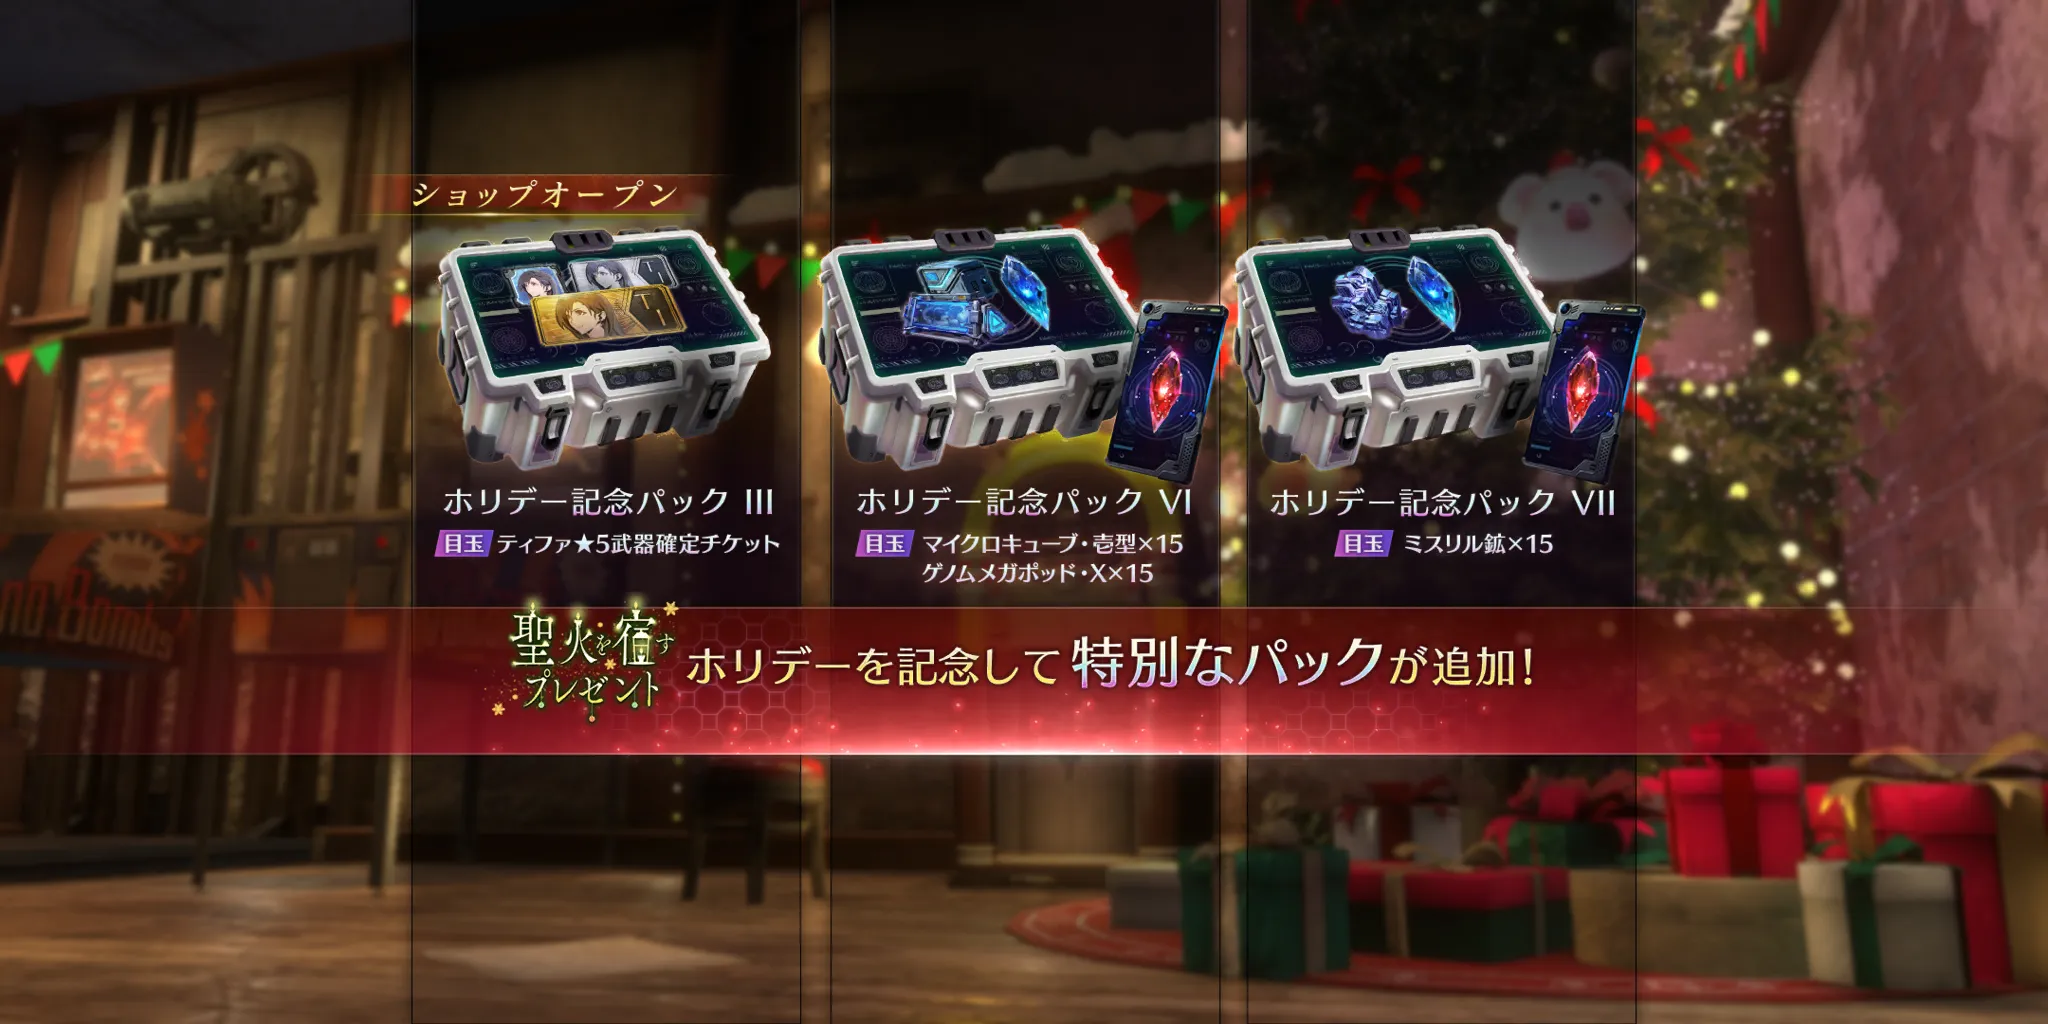 ショップオープン
ホリデー記念パック III
目玉 ティファ★5武器確定チケット
ホリデー記念パック VI
目玉 マイクロキューブ・壱型×15
ゲノムメガポッド・X×15
ホリデー記念パック VII
目玉 ミスリル鉱×15
聖火を宿す
プレゼント
ホリデーを記念して特別なパックが追加!
Bombs